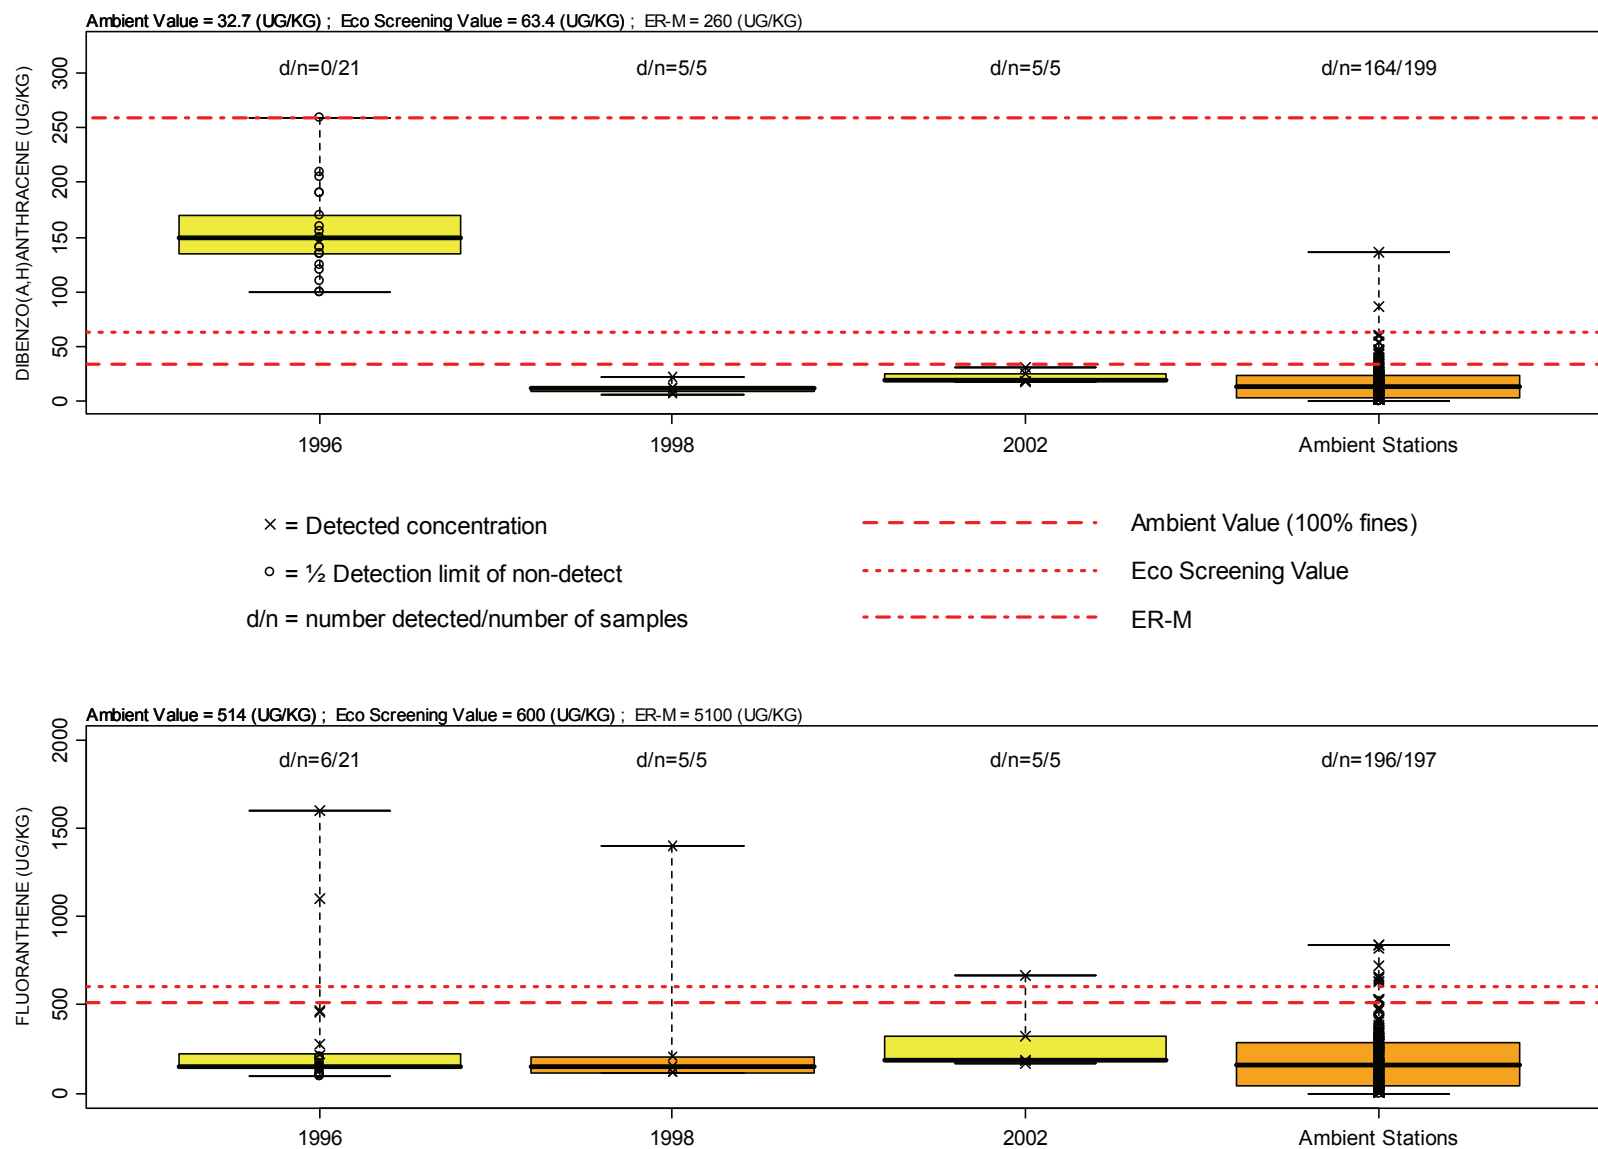 Ambient Value = 32.7 (UG/KG) ; Eco Screening Value = 63.4 (UG/KG) ; ER-M = 260 (UG/KG)
d/n=0/21 d/n=5/5 d/n=5/5 d/n=164/199
DIBENZO(A,H)ANTHRACENE (UG/KG)
300
250
200
150
100
50
0
1996 1998 2002 Ambient Stations
× = Detected concentration
o = ½ Detection limit of non-detect
d/n = number detected/number of samples
Ambient Value (100% fines)
Eco Screening Value
ER-M
Ambient Value = 514 (UG/KG) ; Eco Screening Value = 600 (UG/KG) ; ER-M = 5100 (UG/KG)
d/n=6/21 d/n=5/5 d/n=5/5 d/n=196/197
FLUORANTHENE (UG/KG)
2000
1500
1000
500
0
1996 1998 2002 Ambient Stations